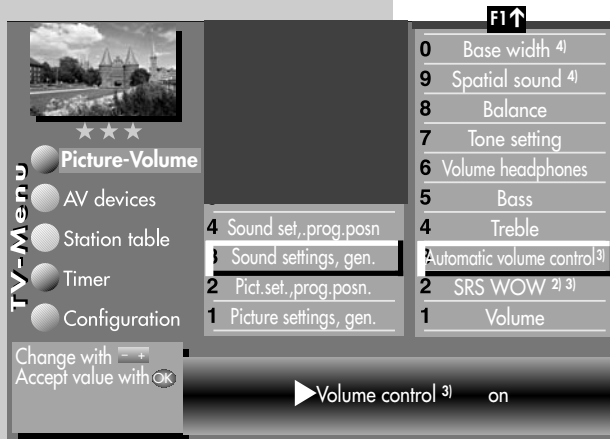 F1↑
TV-Menu
Picture-Volume
AV devices
Station table
Timer
Configuration
4 Sound set,.prog.posn
Sound settings, gen.
2 Pict.set.,prog.posn.
1 Picture settings, gen.
0 Base width 4)
9 Spatial sound 4)
8 Balance
7 Tone setting
6 Volume headphones
5 Bass
4 Treble
Automatic volume control 3)
2 SRS WOW 2) 3)
1 Volume
Change with - +
Accept value with OK
Volume control 3) on